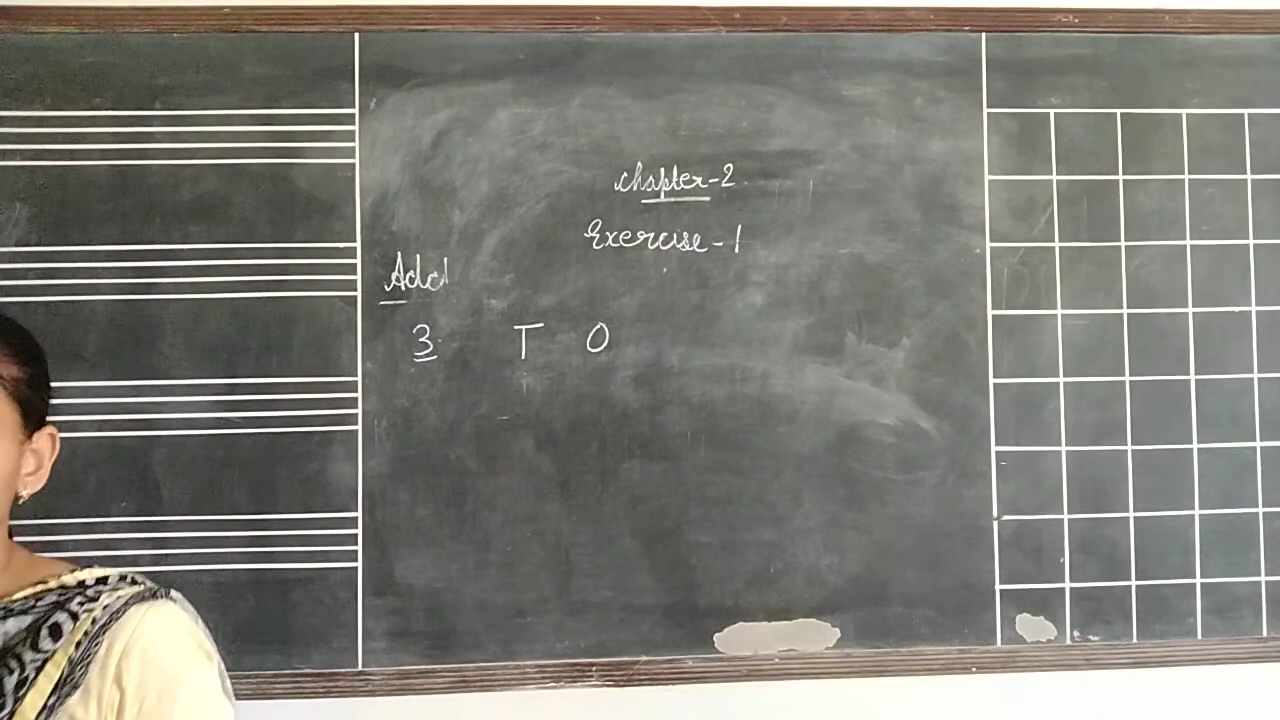 Chapter-2.
Exercise-1
Add
3. T O